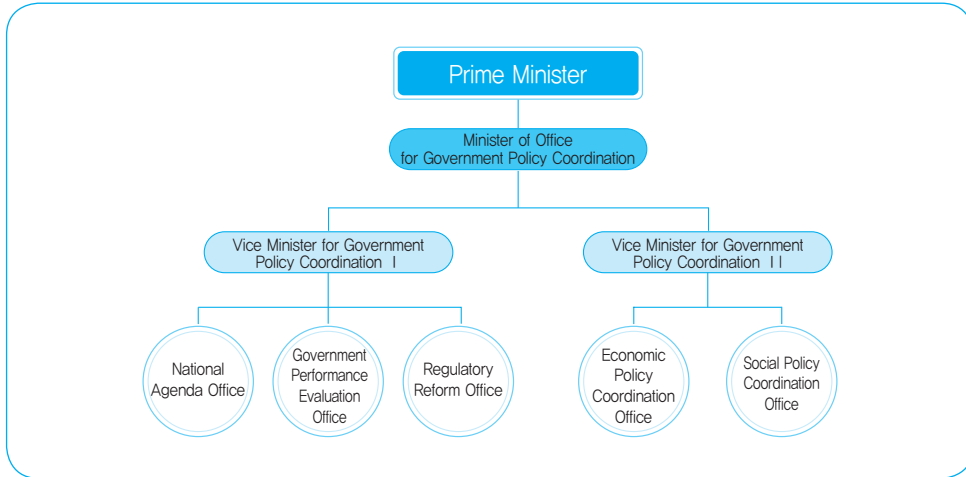 Prime Minister
Minister of Office
for Government Policy Coordination
Vice Minister for Government
Policy Coordination Ⅰ
Vice Minister for Government
Policy Coordination ⅠⅠ
National
Agenda Office
Government
Performance
Evaluation
Office
Regulatory
Reform Office
Economic
Policy
Coordination
Office
Social Policy
Coordination
Office